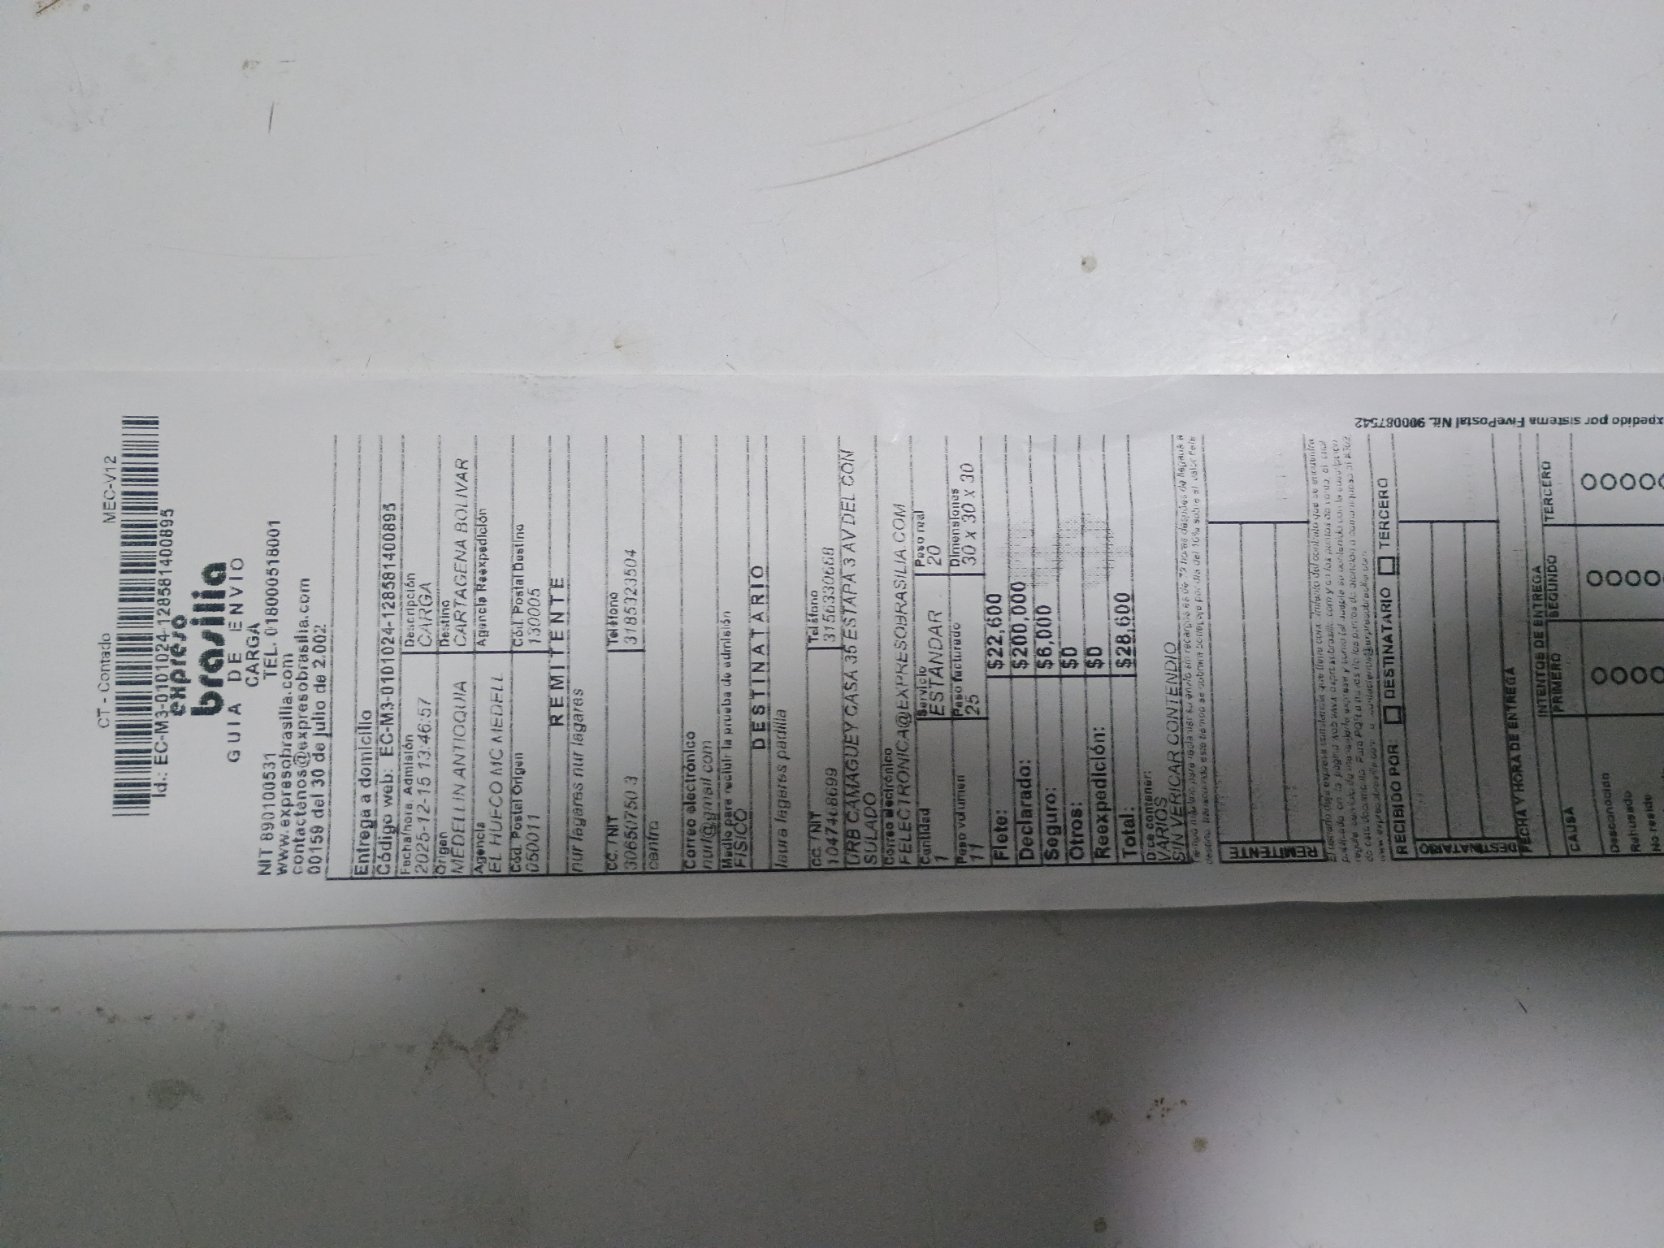 CT - Contado MEC-V12
Id.: EC-M3-0101024-128581400895
expreso
brasilia
GUIA DE ENVIO
CARGA
NIT 890100531 TEL. 018000518001
www.expresobrasilia.com
contactenos@expresobrasilia.com
00159 del 30 de julio de 2.002
Entrega a domicilio
Código web: EC-M3-0101024-128581400895
Fecha/hora Admisión Descripción
2025-12-15 13:46:57 CARGA
Origen Destino
MEDELLIN ANTIOQUIA CARTAGENA BOLIVAR
Agencia Agencia Reexpedición
EL HUECO MC MEDELL
Cód. Postal Origen Cód. Postal Destino
050011 130005
REMITENTE
nur lagares nur lagares
CC / NIT Teléfono
30650750 3 3185323504
centro
Correo electrónico
nur@gmail.com
Medio para recibir la prueba de admisión
FISICO
DESTINATARIO
laura lagares padilla
CC / NIT Teléfono
1047468699 3156330668
URB CAMAGUEY CASA 35 ESTAPA 3 AV DEL CON
SULADO
Correo electrónico
FELECTRONICA@EXPRESOBRASILIA.COM
Cantidad Servicio Peso real
1 ESTANDAR 20
Peso volumen Peso facturado Dimensiones
11 25 30 x 30 x 30
Flete: $22,600
Declarado: $200,000
Seguro: $6,000
Otros: $0
Reexpedición: $0
Total: $28,600
Dice contener:
VARIOS
SIN VERICAR CONTENDIO
REMITENTE
RECIBIDO POR: DESTINATARIO TERCERO
DESTINATARIO
FECHA Y HORA DE ENTREGA
INTENTOS DE ENTREGA
CAUSA PRIMERO SEGUNDO TERCERO
Desconocido
Rehusado
No reside
xpedido por sistema FivePostal Nit. 900087542